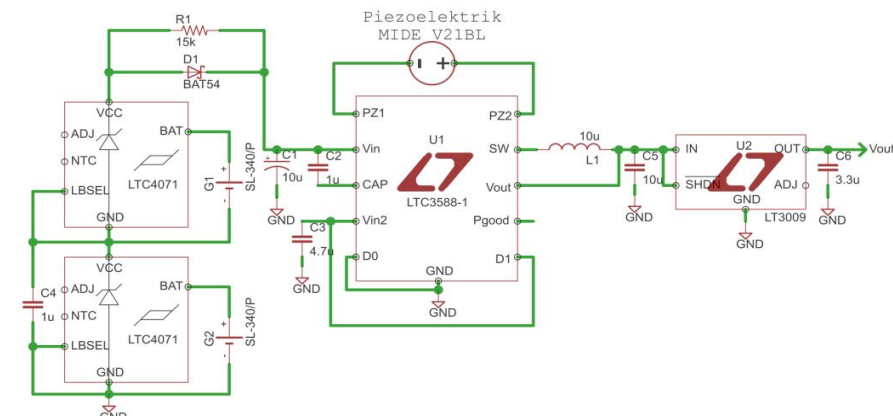 Piezoelektrik
MIDE V21BL
R1
15k
D1
BAT54
VCC
ADJ
BAT
NTC
LTC4071
LBSEL
GND
G1
SL-340/P
C4
1u
VCC
ADJ
BAT
NTC
LTC4071
LBSEL
GND
G2
SL-340/P
GND
C1
10u
GND
C2
1u
C3
4.7u
GND
PZ1
PZ2
Vin
U1
SW
CAP
LTC3588-1
Vout
Vin2
Pgood
D0
GND
D1
GND
10u
L1
C5
10u
GND
IN
U2
OUT
SHDN
ADJ
GND
LT3009
GND
C6
3.3u
GND
Vout